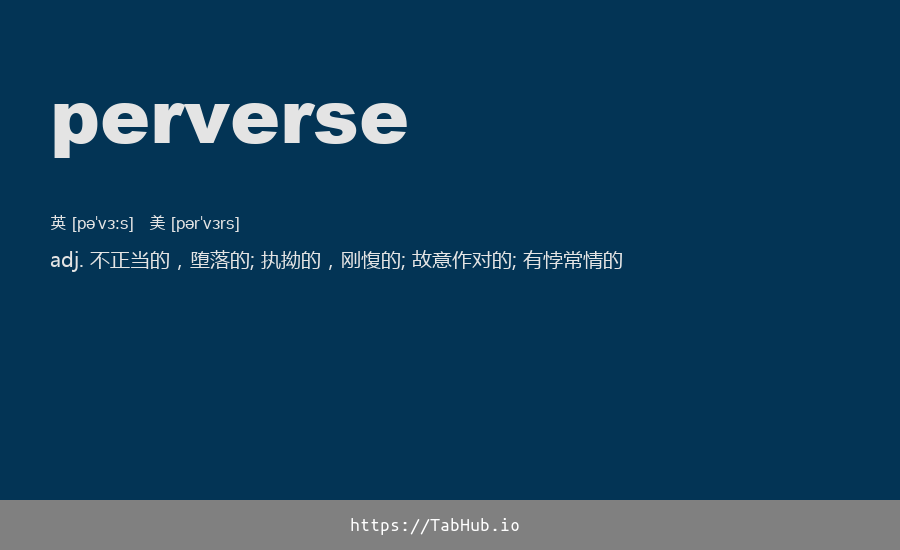 perverse
英 [pəˈvɜːs] 美 [pərˈvɜrs]
adj. 不正当的，堕落的; 执拗的，刚愎的; 故意作对的; 有悖常情的
https://TabHub.io